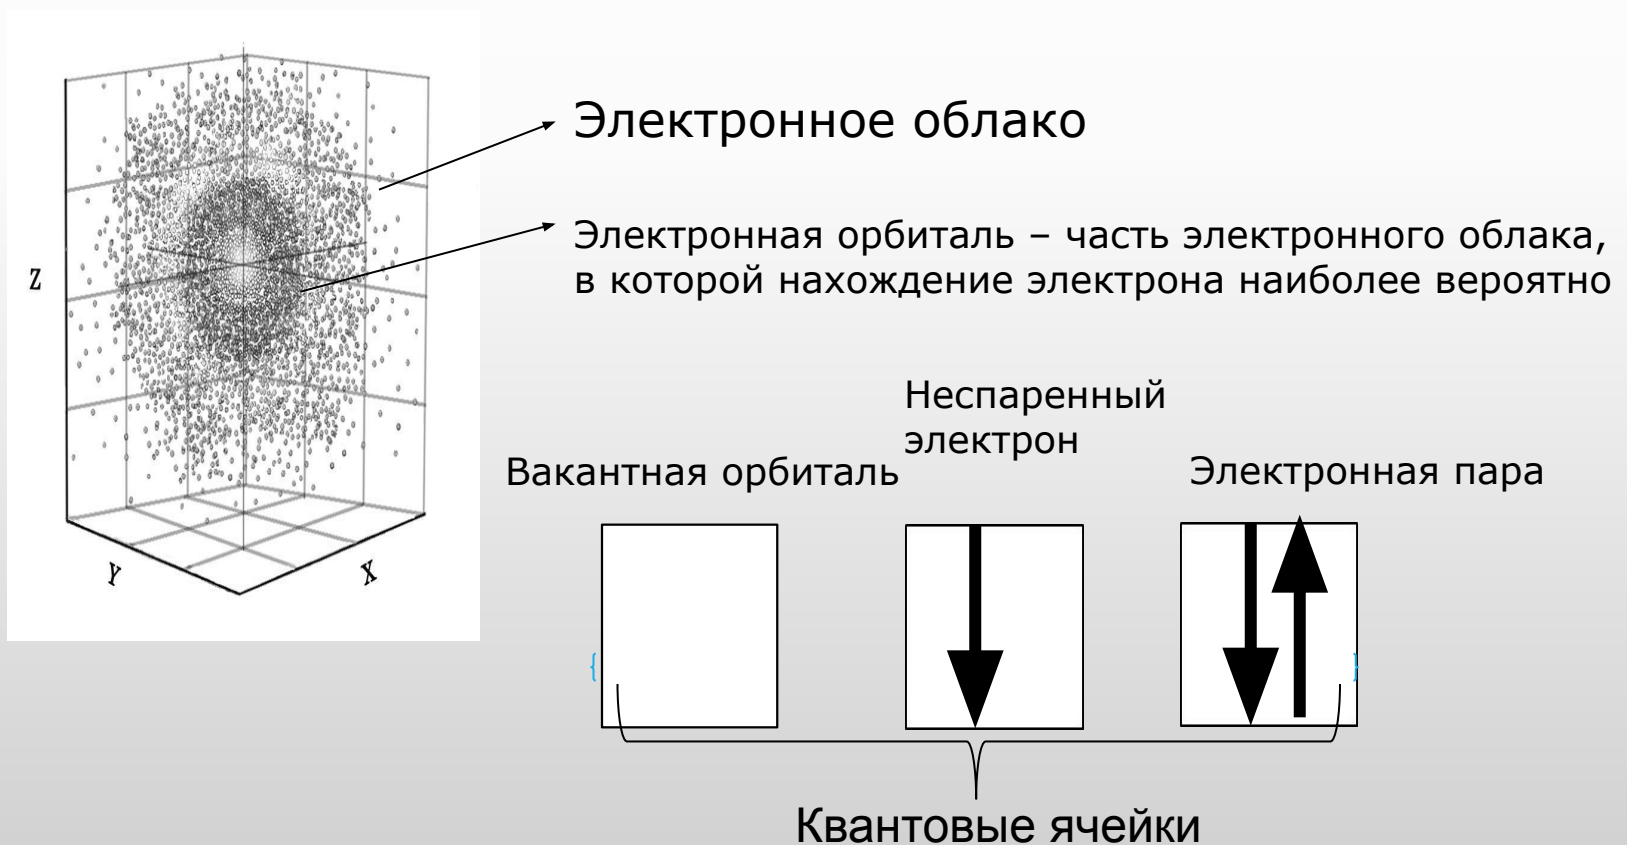 Электронное облако
Электронная орбиталь – часть электронного облака,
в которой нахождение электрона наиболее вероятно
Z
Y
X
Вакантная орбиталь
Неспаренный
электрон
Электронная пара
{
}
Квантовые ячейки